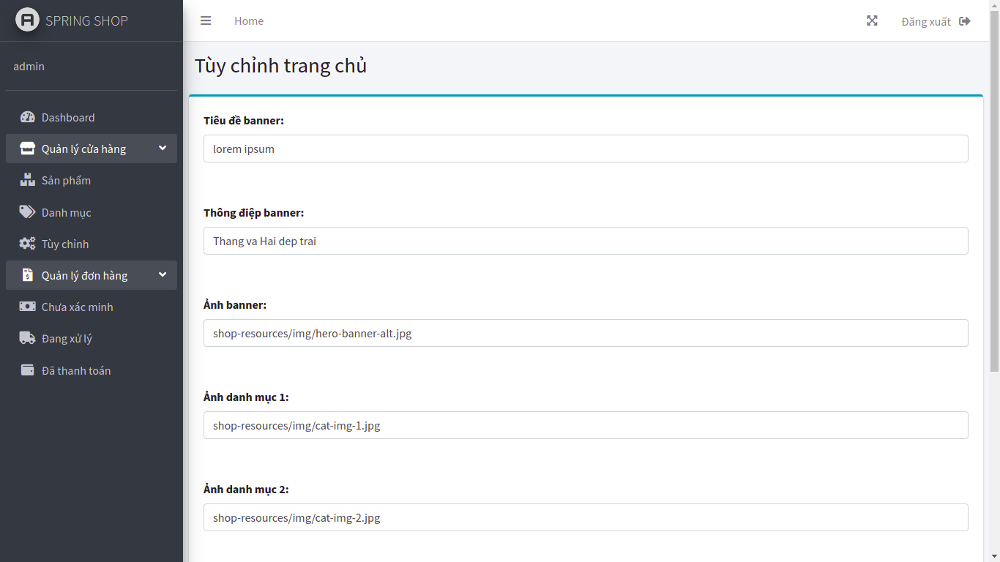 SPRING SHOP
Home
Đăng xuất
admin
Dashboard
Quản lý cửa hàng
Sản phẩm
Danh mục
Tùy chỉnh
Quản lý đơn hàng
Chưa xác minh
Đang xử lý
Đã thanh toán
Tùy chỉnh trang chủ
Tiêu đề banner:
lorem ipsum
Thông điệp banner:
Thang va Hai dep trai
Ảnh banner:
shop-resources/img/hero-banner-alt.jpg
Ảnh danh mục 1:
shop-resources/img/cat-img-1.jpg
Ảnh danh mục 2:
shop-resources/img/cat-img-2.jpg